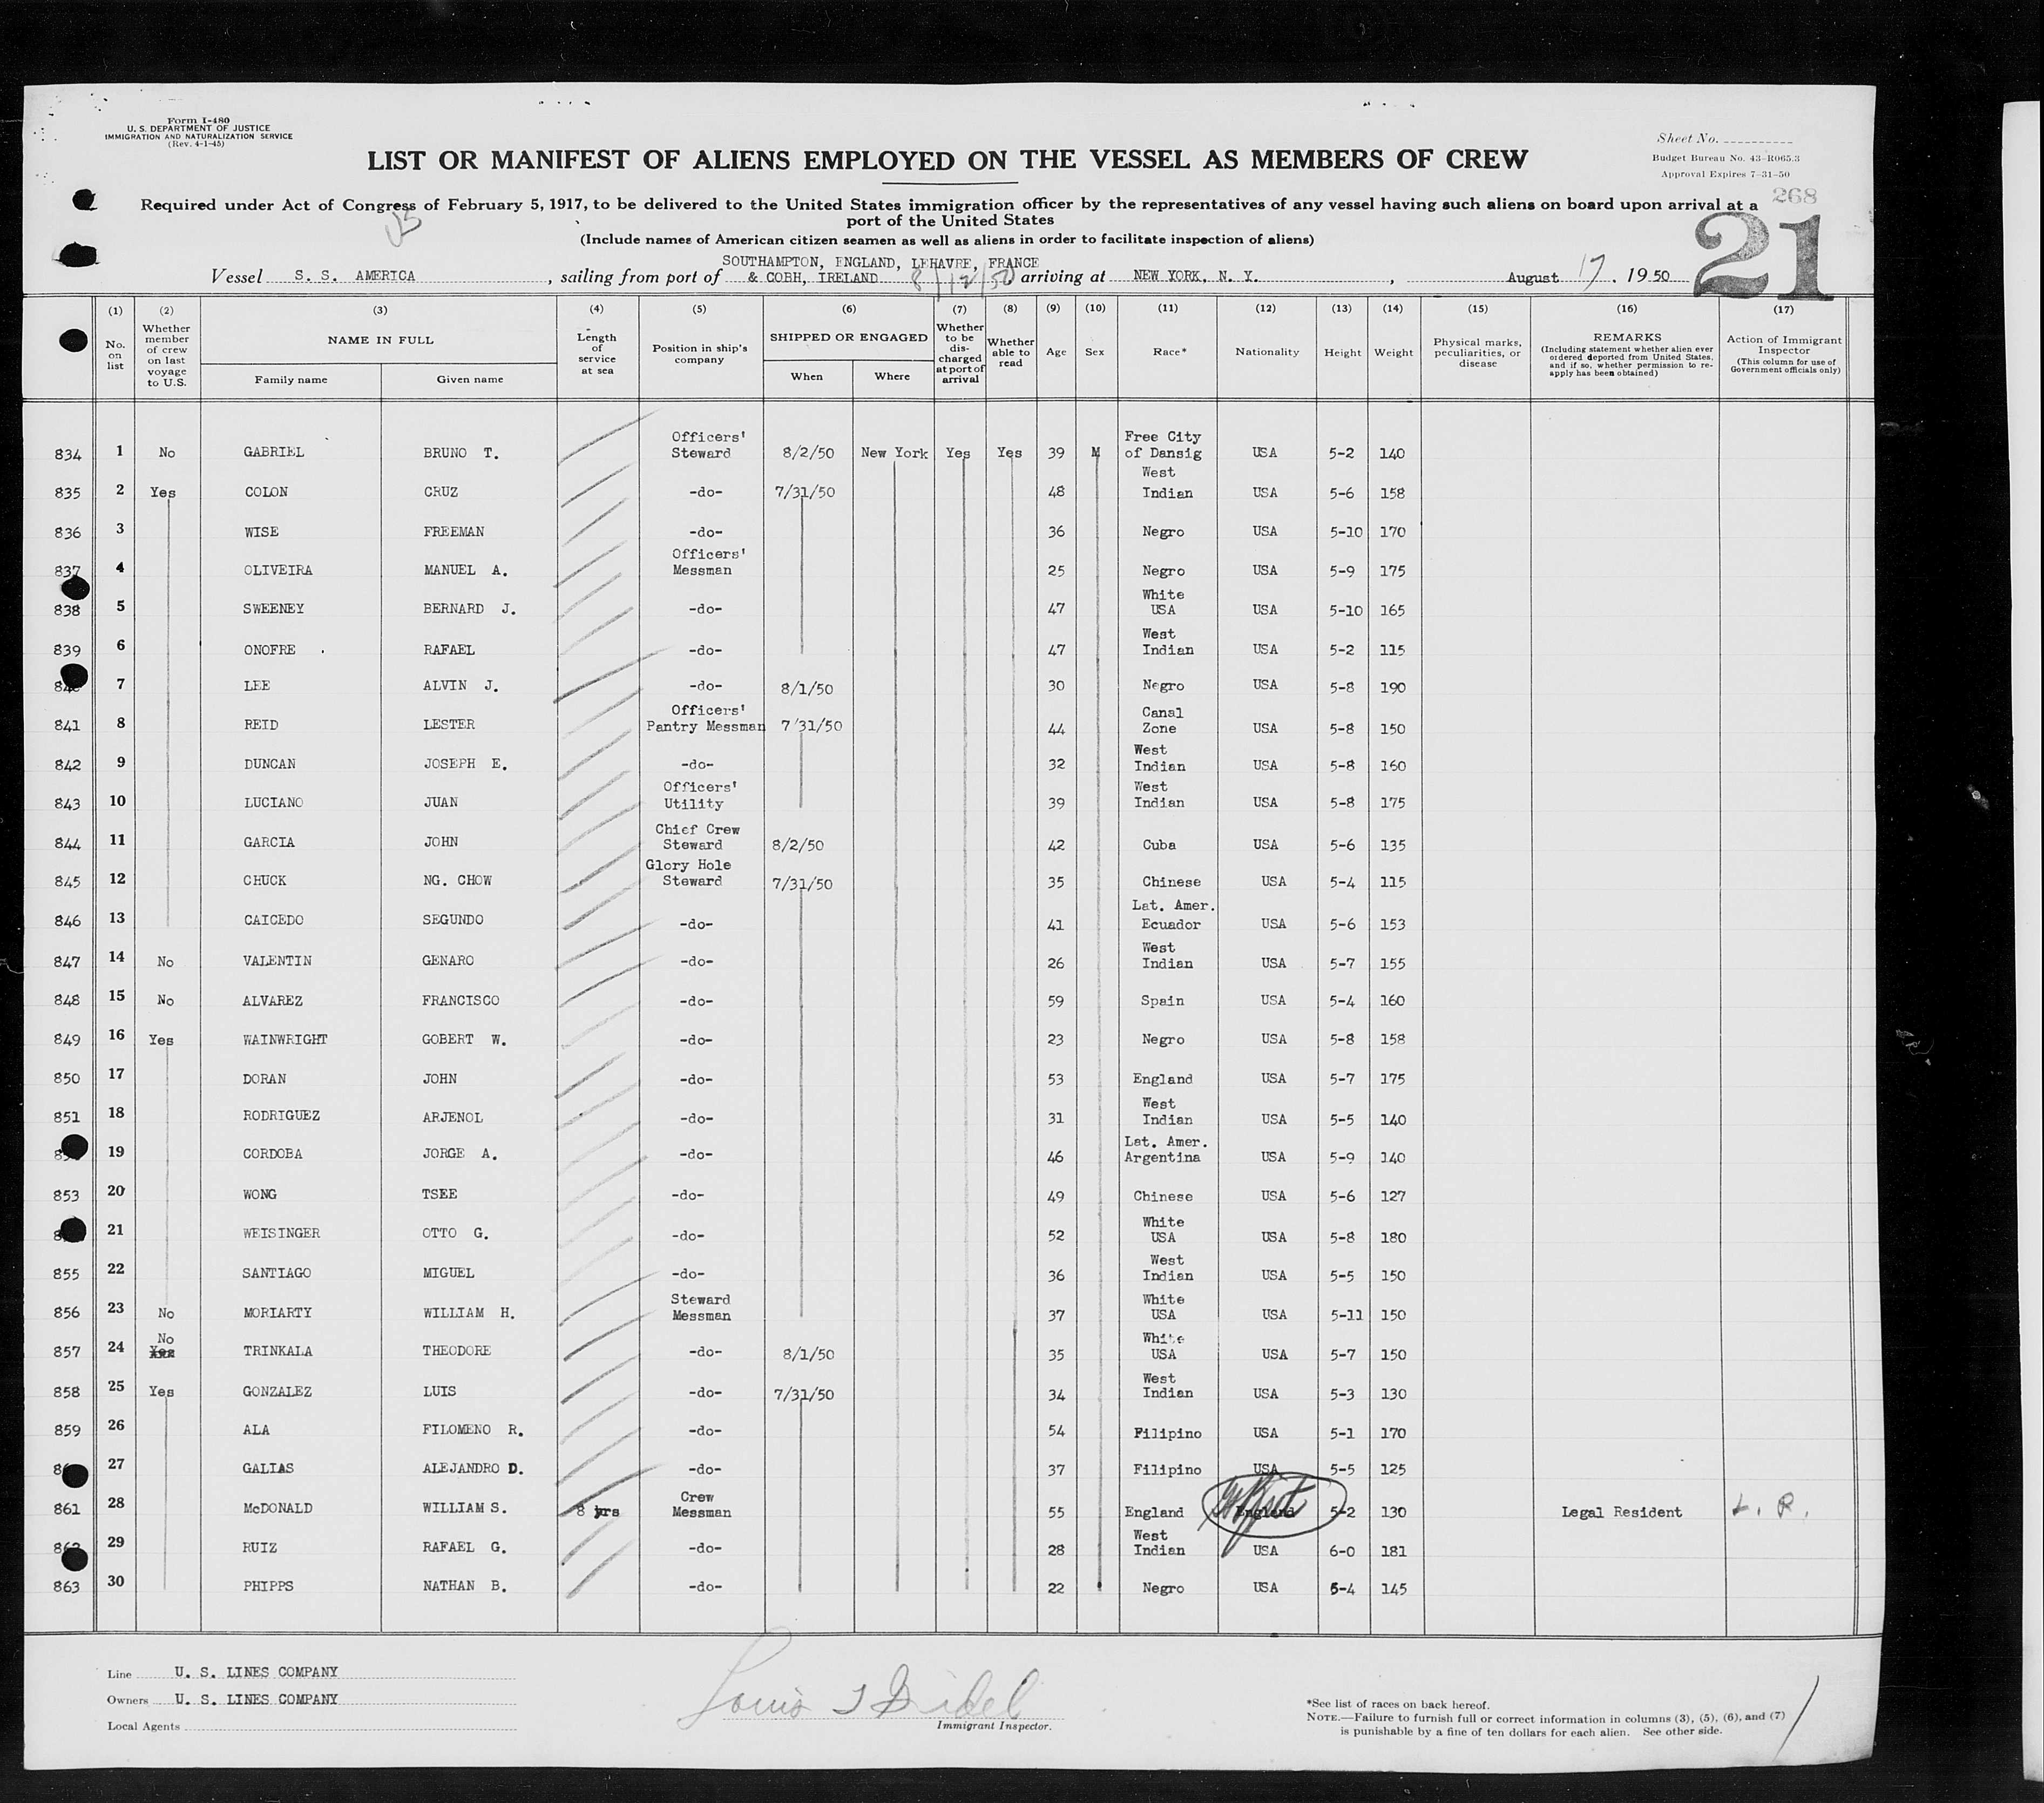 Form I-480
U. S. DEPARTMENT OF JUSTICE
IMMIGRATION AND NATURALIZATION SERVICE
(Rev. 4-1-45)
Sheet No.
Budget Bureau No. 43-R065.3
Approval Expires 7-31-50
LIST OR MANIFEST OF ALIENS EMPLOYED ON THE VESSEL AS MEMBERS OF CREW
268
21
Required under Act of Congress of February 5, 1917, to be delivered to the United States immigration officer by the representatives of any vessel having such aliens on board upon arrival at a
port of the United States
(Include names of American citizen seamen as well as aliens in order to facilitate inspection of aliens)
SOUTHAMPTON, ENGLAND, LEHAVRE, FRANCE
Vessel S. S. AMERICA, sailing from port of & COBH, IRELAND 8/12/50 arriving at NEW YORK, N. Y., August 17, 1950
(1) No. on list
(2) Whether member of crew on last voyage to U.S.
(3) NAME IN FULL Family name Given name
(4) Length of service at sea
(5) Position in ship's company
(6) SHIPPED OR ENGAGED When Where
(7) Whether to be discharged at port of arrival
(8) Whether able to read
(9) Age
(10) Sex
(11) Race*
(12) Nationality
(13) Height
(14) Weight
(15) Physical marks, peculiarities, or disease
(16) REMARKS (Including statement whether alien ever ordered deported from United States, and if so, whether permission to re-apply has been obtained)
(17) Action of Immigrant Inspector (This column for use of Government officials only)
834 1 No GABRIEL BRUNO T. Officers' Steward 8/2/50 New York Yes Yes 39 M Free City of Dansig USA 5-2 140
835 2 Yes COLON CRUZ -do- 7/31/50 48 West Indian USA 5-6 158
836 3 WISE FREEMAN -do- 36 Negro USA 5-10 170
837 4 OLIVEIRA MANUEL A. Officers' Messman 25 Negro USA 5-9 175
838 5 SWEENEY BERNARD J. -do- 47 White USA USA 5-10 165
839 6 ONOFRE RAFAEL -do- 47 West Indian USA 5-2 115
7 LEE ALVIN J. -do- 8/1/50 30 Negro USA 5-8 190
841 8 REID LESTER Officers' Pantry Messman 7/31/50 44 Canal Zone USA 5-8 150
842 9 DUNCAN JOSEPH E. -do- 32 West Indian USA 5-8 160
843 10 LUCIANO JUAN Officers' Utility 39 West Indian USA 5-8 175
844 11 GARCIA JOHN Chief Crew Steward 8/2/50 42 Cuba USA 5-6 135
845 12 CHUCK NG. CHOW Glory Hole Steward 7/31/50 35 Chinese USA 5-4 115
846 13 CAICEDO SEGUNDO -do- 41 Lat. Amer. Ecuador USA 5-6 153
847 14 No VALENTIN GENARO -do- 26 West Indian USA 5-7 155
848 15 No ALVAREZ FRANCISCO -do- 59 Spain USA 5-4 160
849 16 Yes WAINWRIGHT GOBERT W. -do- 23 Negro USA 5-8 158
850 17 DORAN JOHN -do- 53 England USA 5-7 175
851 18 RODRIGUEZ ARJENOL -do- 31 West Indian USA 5-5 140
19 CORDOBA JORGE A. -do- 46 Lat. Amer. Argentina USA 5-9 140
853 20 WONG TSEE -do- 49 Chinese USA 5-6 127
21 WEISINGER OTTO G. -do- 52 White USA USA 5-8 180
855 22 SANTIAGO MIGUEL -do- 36 West Indian USA 5-5 150
856 23 No MORIARTY WILLIAM H. Steward Messman 37 White USA USA 5-11 150
857 24 No Yes TRINKALA THEODORE -do- 8/1/50 35 White USA USA 5-7 150
858 25 Yes GONZALEZ LUIS -do- 7/31/50 34 West Indian USA 5-3 130
859 26 ALA FILOMENO R. -do- 54 Filipino USA 5-1 170
27 GALIAS ALEJANDRO D. -do- 37 Filipino USA 5-5 125
861 28 McDONALD WILLIAM S. 8 yrs Crew Messman 55 England England 5-2 130 Legal Resident L. R.
29 RUIZ RAFAEL G. -do- 28 West Indian USA 6-0 181
863 30 PHIPPS NATHAN B. -do- 22 Negro USA 5-4 145
Line U. S. LINES COMPANY
Owners U. S. LINES COMPANY
Local Agents
Louis
Immigrant Inspector.
*See list of races on back hereof.
NOTE.—Failure to furnish full or correct information in columns (3), (5), (6), and (7)
is punishable by a fine of ten dollars for each alien. See other side.